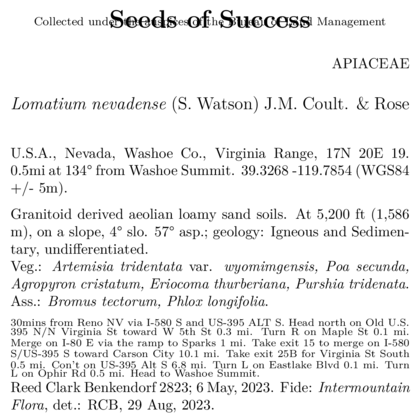 Seeds of Success
Collected under the auspices of the Bureau of Land Management
APIACEAE
Lomatium nevadense (S. Watson) J.M. Coult. & Rose
U.S.A., Nevada, Washoe Co., Virginia Range, 17N 20E 19.
0.5mi at 134° from Washoe Summit. 39.3268 -119.7854 (WGS84
+/- 5m).
Granitoid derived aeolian loamy sand soils. At 5,200 ft (1,586
m), on a slope, 4° slo. 57° asp.; geology: Igneous and Sedimen-
tary, undifferentiated.
Veg.: Artemisia tridentata var. wyomimgensis, Poa secunda,
Agropyron cristatum, Eriocoma thurberiana, Purshia tridenata.
Ass.: Bromus tectorum, Phlox longifolia.
30mins from Reno NV via I-580 S and US-395 ALT S. Head north on Old U.S.
395 N/N Virginia St toward W 5th St 0.3 mi. Turn R on Maple St 0.1 mi.
Merge on I-80 E via the ramp to Sparks 1 mi. Take exit 15 to merge on I-580
S/US-395 S toward Carson City 10.1 mi. Take exit 25B for Virginia St South
0.5 mi. Con't on US-395 Alt S 6.8 mi. Turn L on Eastlake Blvd 0.1 mi. Turn
L on Ophir Rd 0.5 mi. Head to Washoe Summit.
Reed Clark Benkendorf 2823; 6 May, 2023. Fide: Intermountain
Flora, det.: RCB, 29 Aug, 2023.